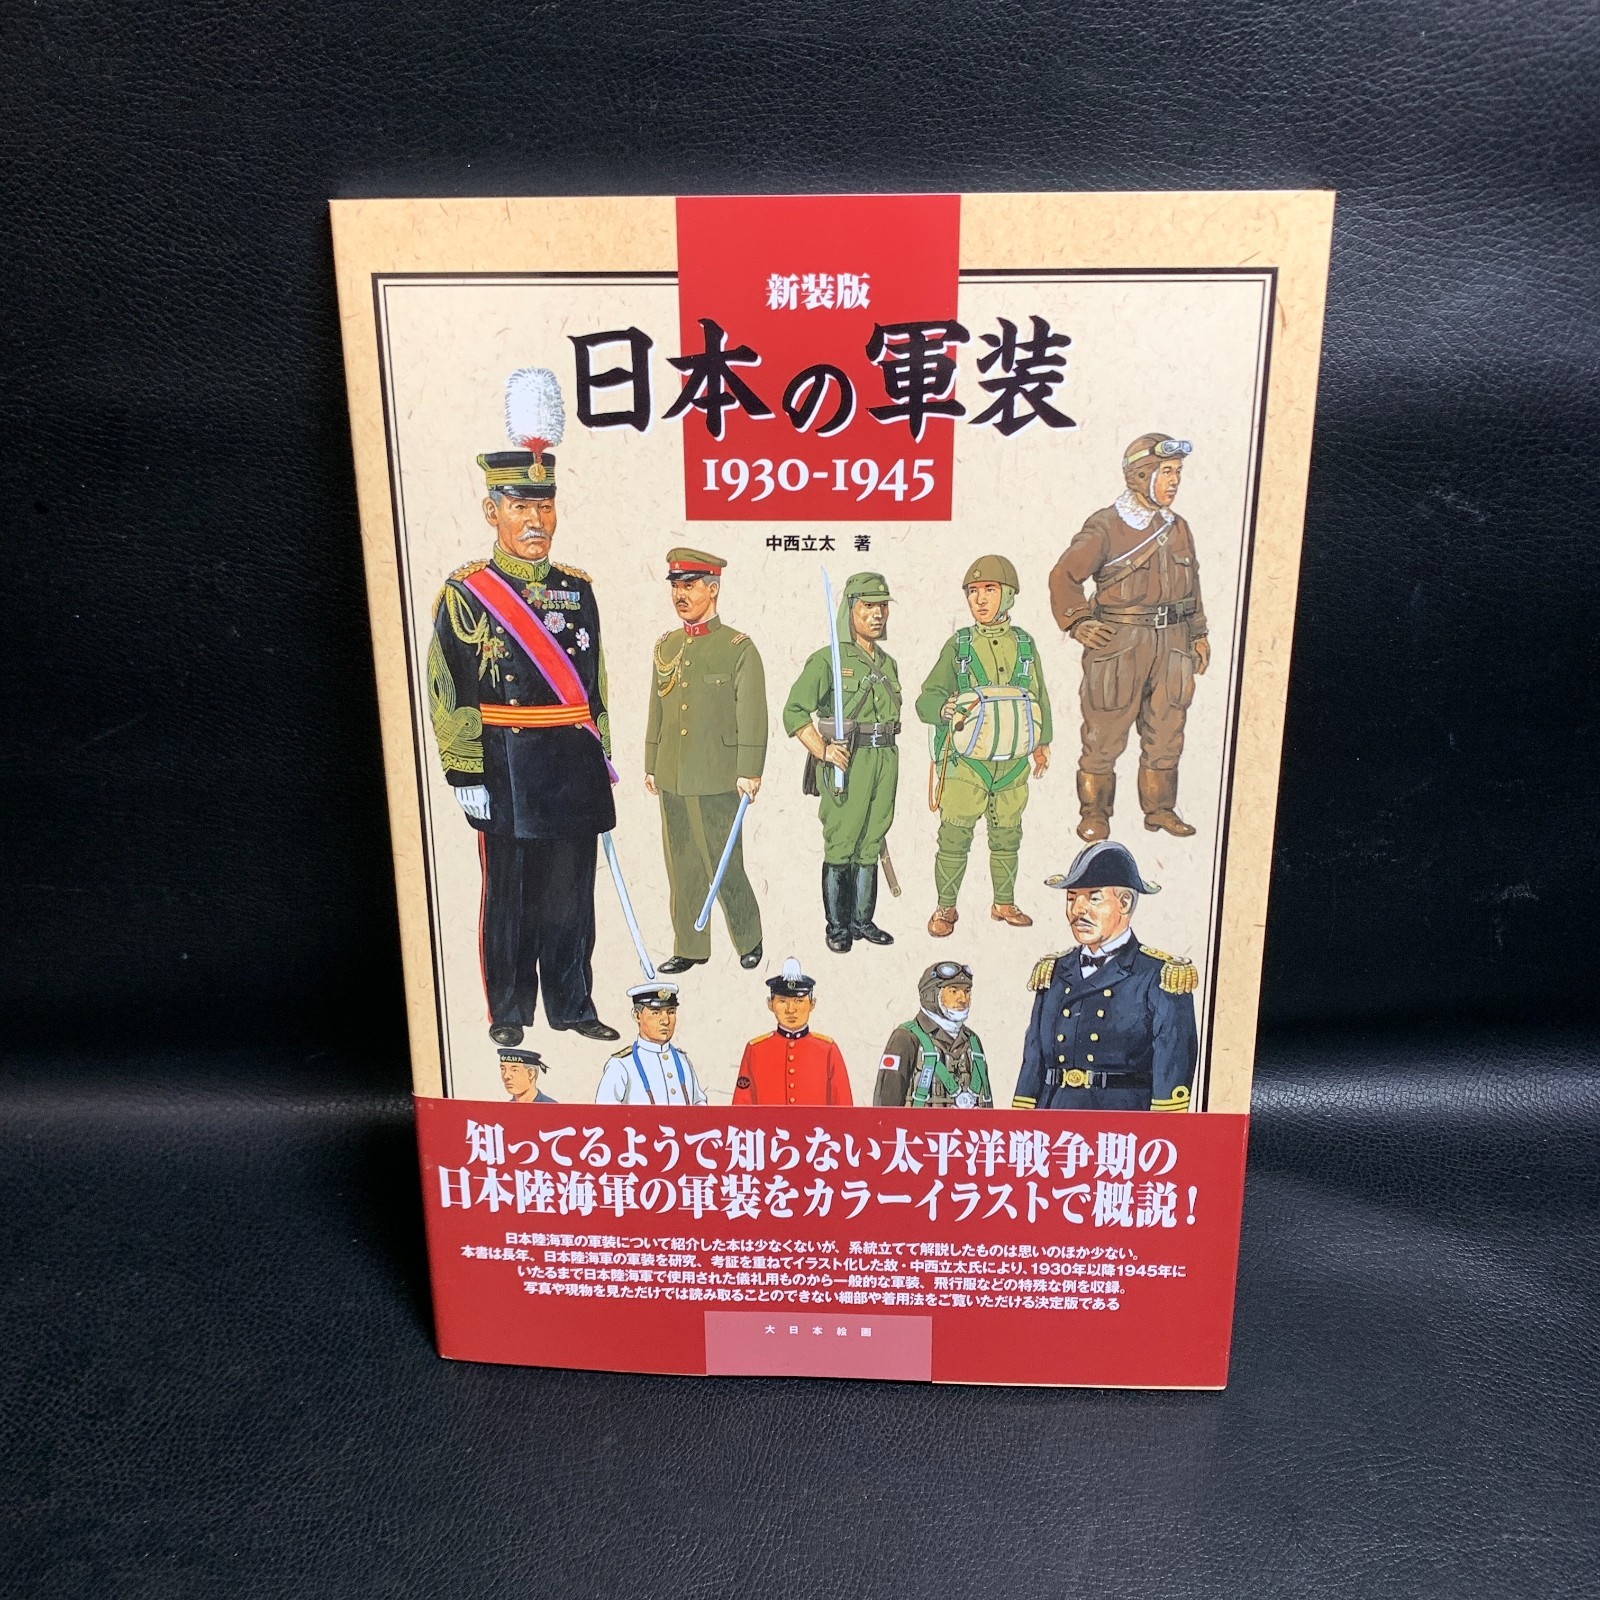 新装版
日本の軍装
1930-1945
中西立太 著
知ってるようで知らない太平洋戦争期の
日本陸海軍の軍装をカラーイラストで概説！
日本陸海軍の軍装について紹介した本は少なくないが、系統立てて解説したものは思いのほか少ない。
本書は長年、日本陸海軍の軍装を研究、考証を重ねてイラスト化した故・中西立太氏により、1930年以降1945年に
いたるまで日本陸海軍で使用された儀礼用ものから一般的な軍装、飛行服などの特殊な例を収録。
写真や現物を見ただけでは読み取ることのできない細部や着用法をご覧いただける決定版である
大日本絵画